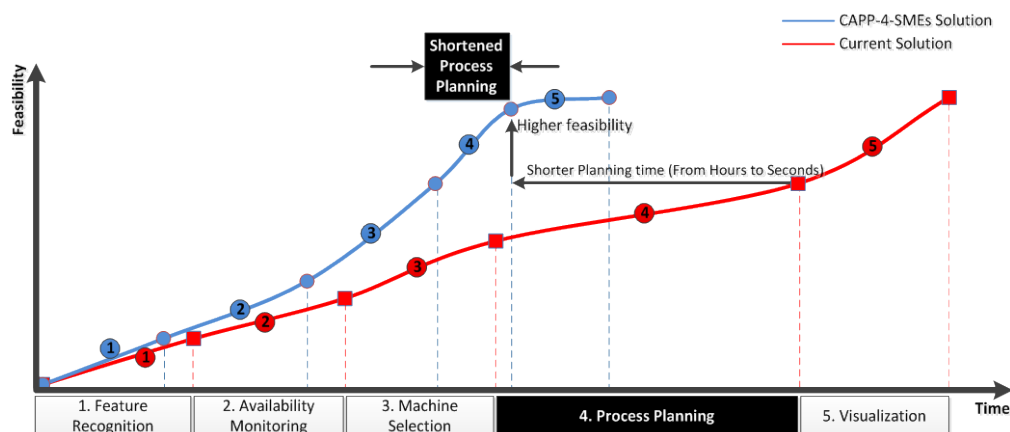 CAPP-4-SMEs Solution
Current Solution
Shortened
Process
Planning
Feasibility
5
Higher feasibility
4
5
Shorter Planning time (From Hours to Seconds)
4
3
3
2
2
1
1
Time
1. Feature
Recognition
2. Availability
Monitoring
3. Machine
Selection
4. Process Planning
5. Visualization